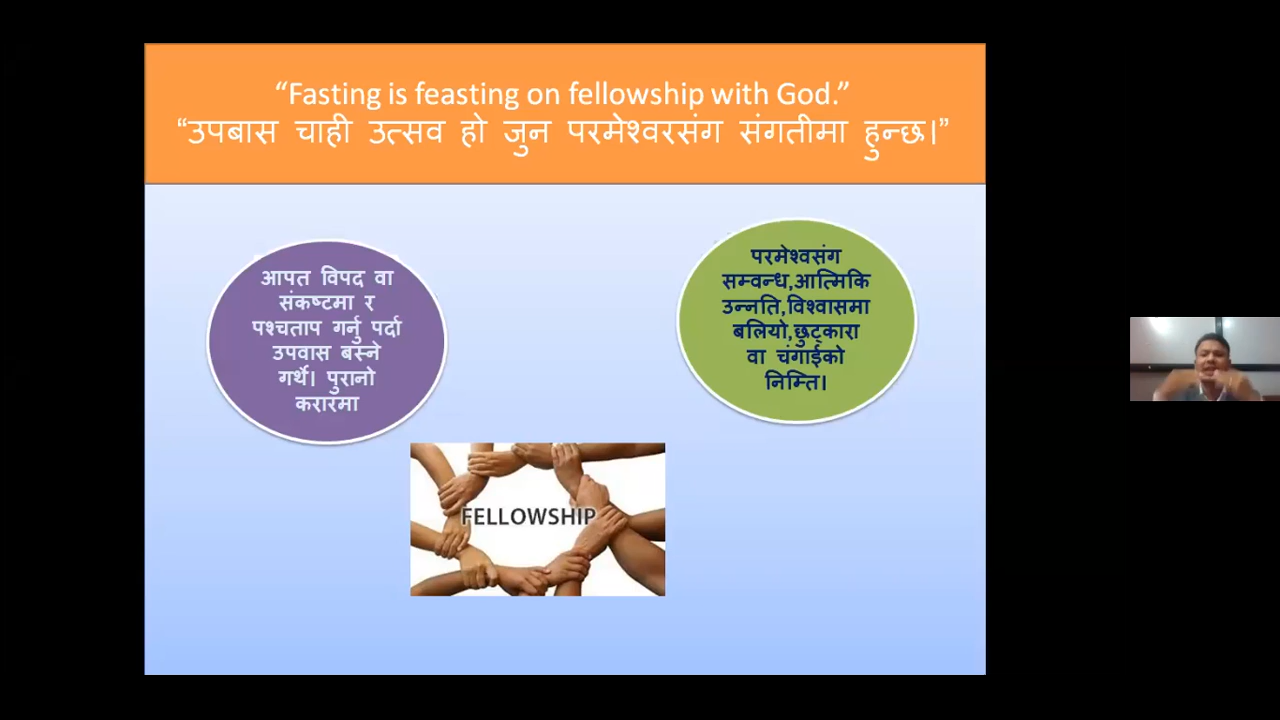 “Fasting is feasting on fellowship with God.”
“उपबास चाही उत्सव हो जुन परमेश्वरसंग संगतीमा हुन्छ।”
आपत विपद वा
संकष्टमा र
पश्चताप गर्नु पर्दा
उपवास बस्ने
गर्थे। पुरानो
करारमा
परमेश्वसंग
सम्वन्ध,आत्मिकि
उन्नति,विश्वासमा
बलियो,छुट्कारा
वा चंगाईको
निम्ति।
FELLOWSHIP